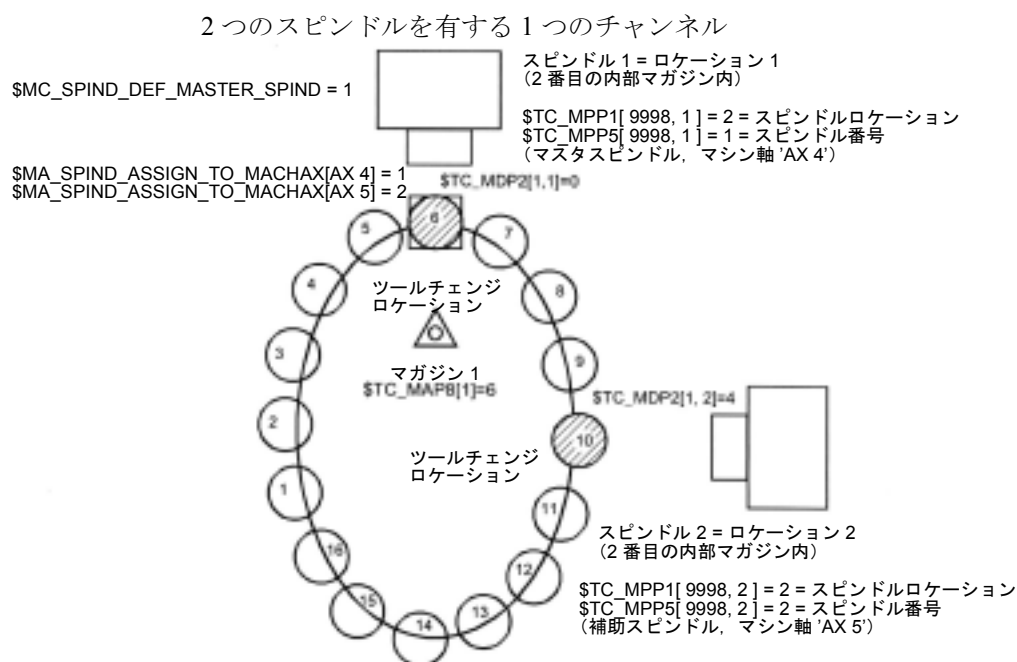 2 つのスピンドルを有する 1 つのチャンネル
スピンドル 1 = ロケーション 1
（2 番目の内部マガジン内）
$MC_SPIND_DEF_MASTER_SPIND = 1
$TC_MPP1[ 9998, 1 ] = 2 = スピンドルロケーション
$TC_MPP5[ 9998, 1 ] = 1 = スピンドル番号
（マスタスピンドル，マシン軸 'AX 4'）
$MA_SPIND_ASSIGN_TO_MACHAX[AX 4] = 1
$MA_SPIND_ASSIGN_TO_MACHAX[AX 5] = 2
$TC_MDP2[1,1]=0
6
5
7
4
8
ツールチェンジ
ロケーション
3
9
マガジン 1
$TC_MAP8[1]=6
$TC_MDP2[1, 2]=4
2
10
ツールチェンジ
ロケーション
1
11
スピンドル 2 = ロケーション 2
（2 番目の内部マガジン内）
16
12
15
13
14
$TC_MPP1[ 9998, 2 ] = 2 = スピンドルロケーション
$TC_MPP5[ 9998, 2 ] = 2 = スピンドル番号
（補助スピンドル，マシン軸 'AX 5'）